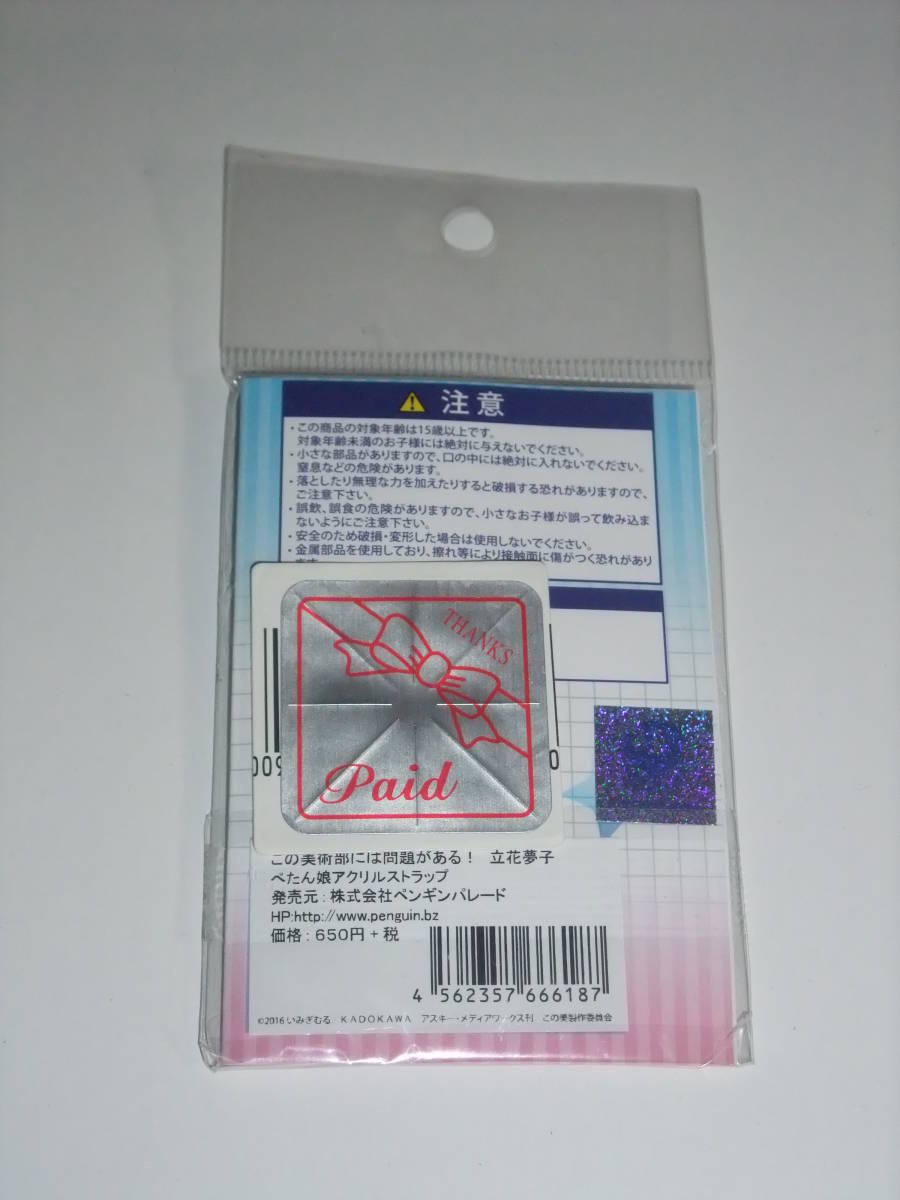 注意
・この商品の対象年齢は15歳以上です。
対象年齢未満のお子様には絶対に与えないでください。
・小さな部品がありますので、口の中には絶対に入れないでください。
窒息などの危険があります。
・落としたり無理な力を加えたりすると破損する恐れがありますので、
ご注意下さい。
・誤飲、誤食の危険がありますので、小さなお子様が誤って飲み込ま
ないようにご注意下さい。
・安全のため破損・変形した場合は使用しないでください。
・金属部品を使用しており、擦れ等により接触面に傷がつく恐れがあり
ます
THANKS
Paid
009
0
この美術部には問題がある! 立花夢子
ぺたん娘アクリルストラップ
発売元:株式会社ペンギンパレード
HP:http://www.penguin.bz
価格:650円+税
4 562357 666187
©2016 いみぎむる KADOKAWA アスキー・メディアワークス刊 この美製作委員会